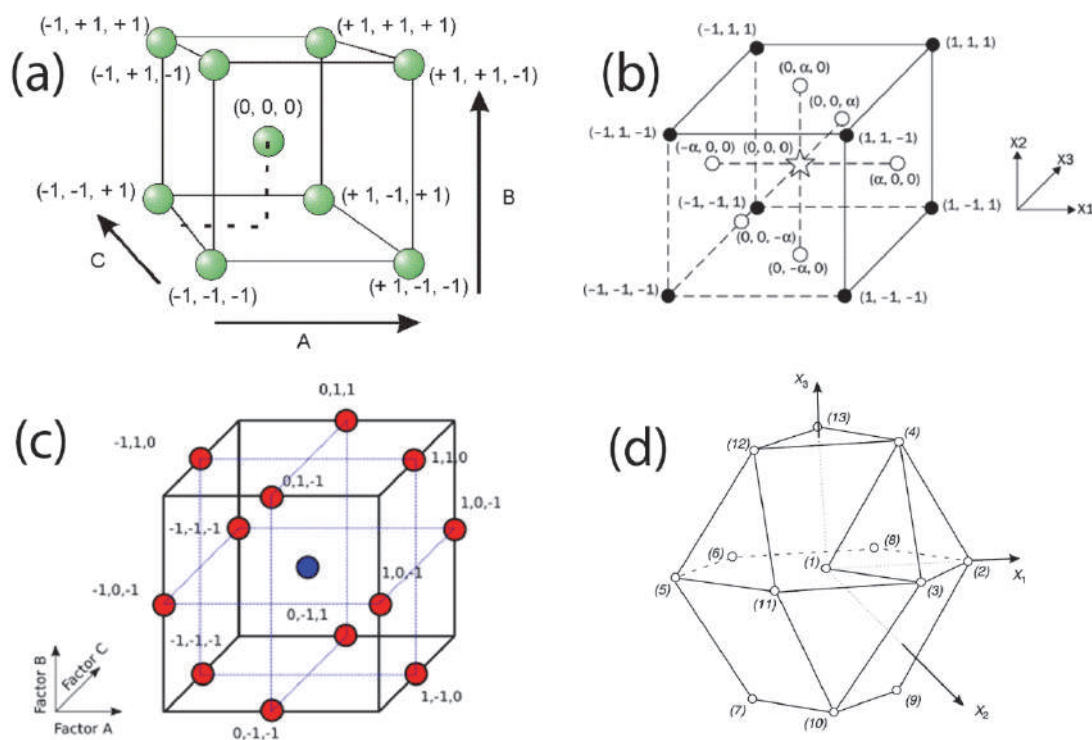 (a)
(-1, +1, +1)
(+1, +1, +1)
(-1, +1, -1)
(+1, +1, -1)
(0, 0, 0)
(-1, -1, +1)
(+1, -1, +1)
B
C
(-1, -1, -1)
(+1, -1, -1)
A
(b)
(-1, 1, 1)
(1, 1, 1)
(0, α, 0)
(0, 0, α)
(-1, 1, -1)
(1, 1, -1)
(-α, 0, 0)
(0, 0, 0)
(α, 0, 0)
X2
X3
X1
(-1, -1, 1)
(1, -1, 1)
(0, 0, -α)
(0, -α, 0)
(-1, -1, -1)
(1, -1, -1)
(c)
0,1,1
-1,1,0
1,1,0
0,1,-1
1,0,-1
-1,-1,-1
-1,0,-1
1,0,-1
0,-1,1
-1,-1,-1
1,-1,0
0,-1,-1
Factor B
Factor C
Factor A
(d)
X3
(13)
(4)
(12)
(6)
(8)
(1)
(2)
X1
(5)
(11)
(3)
(7)
(10)
(9)
X2